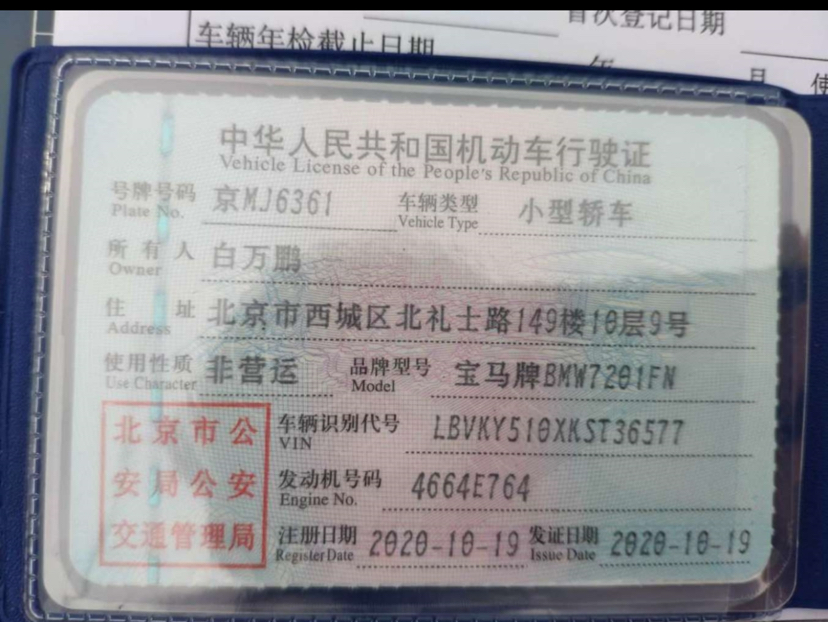 首次登记日期
车辆年检截止日期
年 月 使
中华人民共和国机动车行驶证
Vehicle License of the People's Republic of China
号牌号码 京MJ6361 车辆类型 小型轿车
Plate No. Vehicle Type
所有人 白万鹏
Owner
住址 北京市西城区北礼士路149楼10层9号
Address
使用性质 非营运 品牌型号 宝马牌BMW7201FN
Use Character Model
北京市公 车辆识别代号 LBVKY510XKST36577
VIN
安局公安 发动机号码 4664E764
Engine No.
交通管理局 注册日期 2020-10-19 发证日期 2020-10-19
Register Date Issue Date